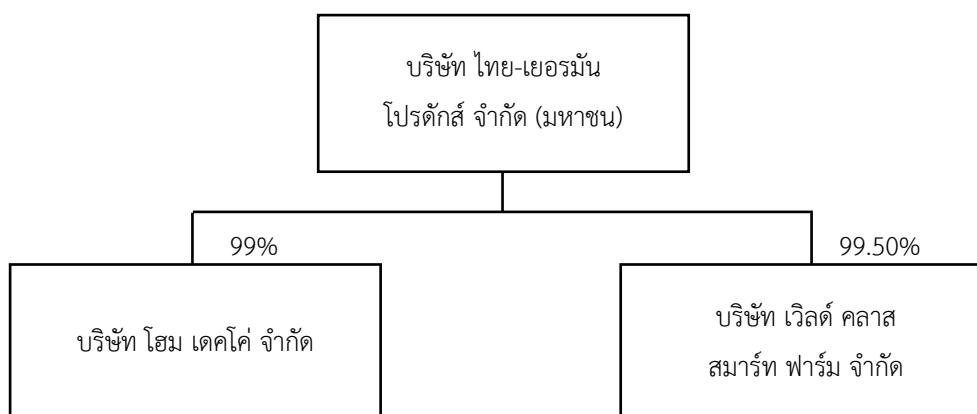 บริษัท ไทย-เยอรมัน
โปรดักส์ จำกัด (มหาชน)
99%
99.50%
บริษัท โฮม เดคโค่ จำกัด
บริษัท เวิลด์ คลาส
สมาร์ท ฟาร์ม จำกัด